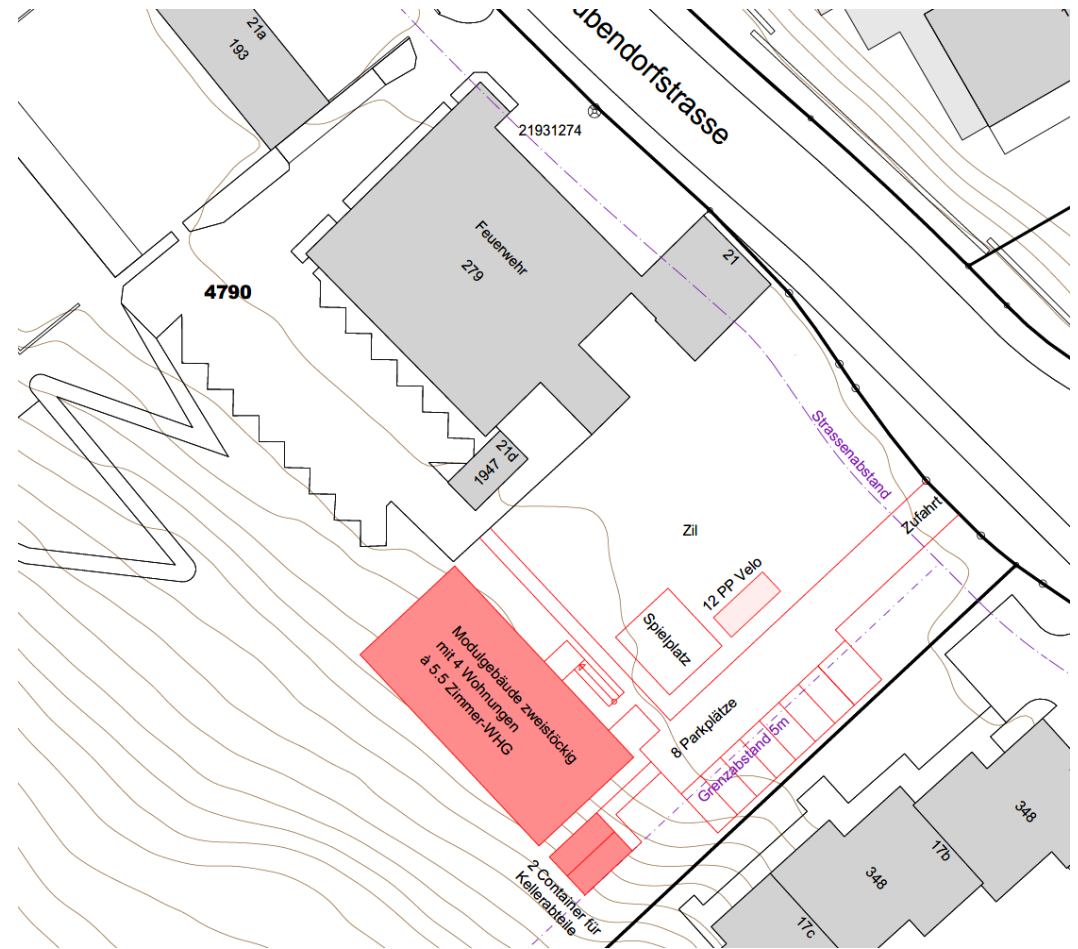 21a
193
übendorfstrasse
21931274
Feuerwehr
279
21
4790
21d
1947
Strassenabstand
Zufahrt
Zil
12 PP Velo
Spielplatz
Modulgebäude zweistöckig
mit 4 Wohnungen
à 5.5 Zimmer-WHG
8 Parkplätze
Grenzabstand 5m
2 Container für
Kellerabteile
348
17b
348
17c